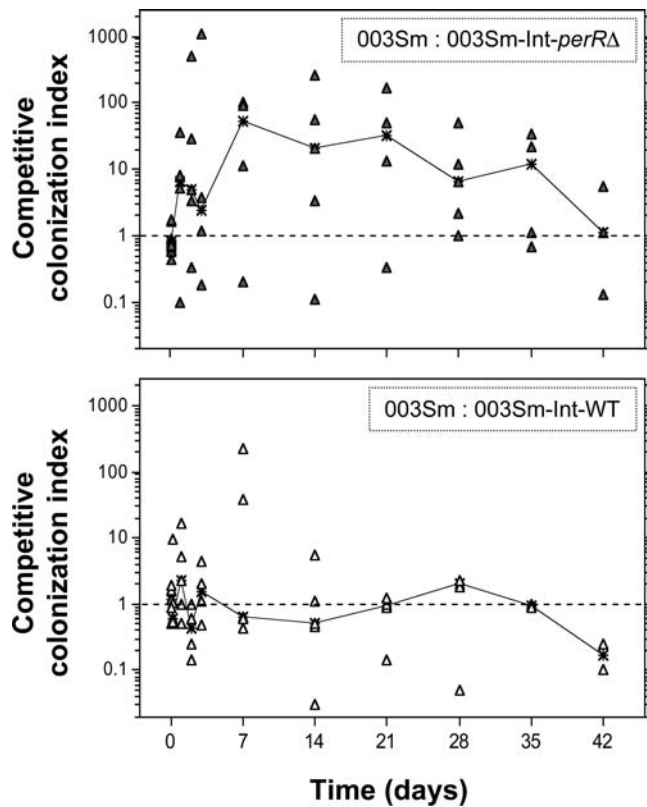 Competitive
colonization index
1000
100
10
1
0.1
003Sm : 003Sm-Int-perRΔ
Competitive
colonization index
1000
100
10
1
0.1
003Sm : 003Sm-Int-WT
0 7 14 21 28 35 42
Time (days)